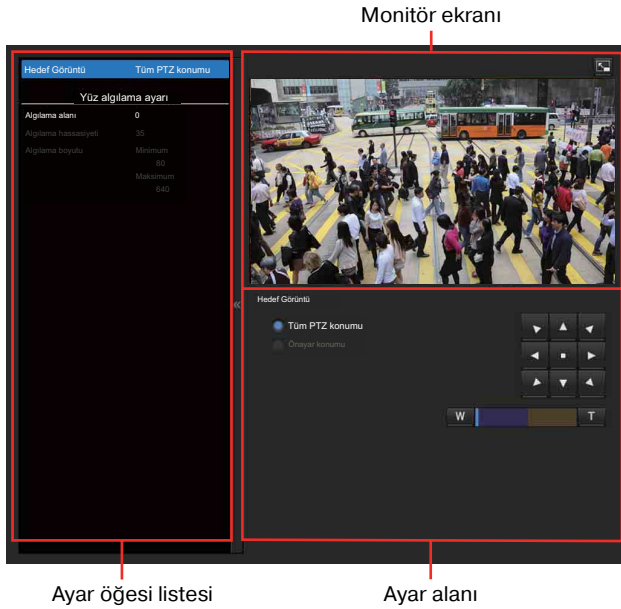 Monitör ekranı
Hedef Görüntü Tüm PTZ konumu
Yüz algılama ayarı
Algılama alanı 0
Algılama hassasiyeti 35
Algılama boyutu Minimum
80
Maksimum
640
«
Hedef Görüntü
Tüm PTZ konumu
Önayar konumu
W T
Ayar öğesi listesi Ayar alanı